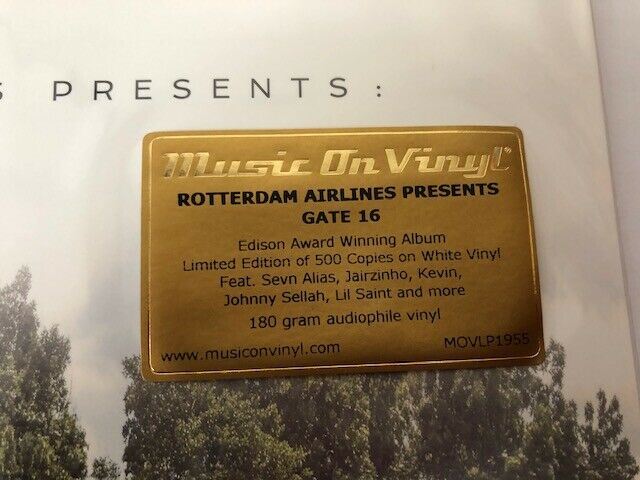 S PRESENTS:
Music On Vinyl®
ROTTERDAM AIRLINES PRESENTS
GATE 16
Edison Award Winning Album
Limited Edition of 500 Copies on White Vinyl
Feat. Sevn Alias, Jairzinho, Kevin,
Johnny Sellah, Lil Saint and more
180 gram audiophile vinyl
www.musiconvinyl.com MOVLP1955